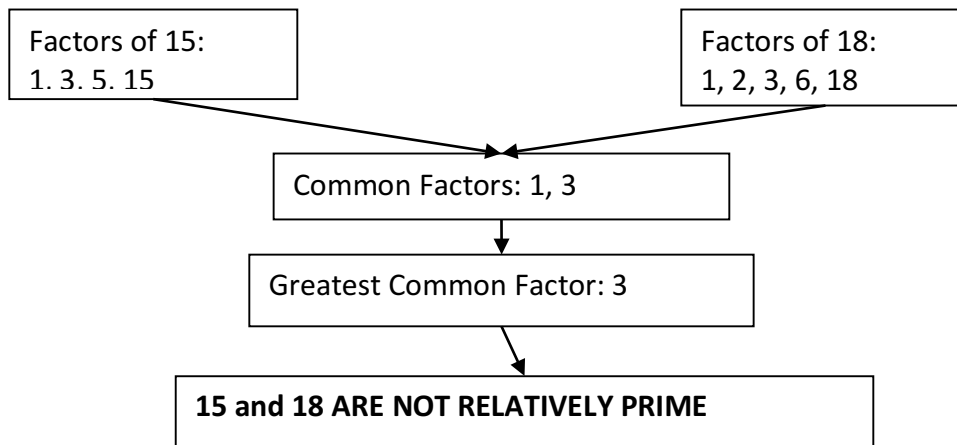 Factors of 15:
1, 3, 5, 15
Factors of 18:
1, 2, 3, 6, 18
Common Factors: 1, 3
Greatest Common Factor: 3
15 and 18 ARE NOT RELATIVELY PRIME